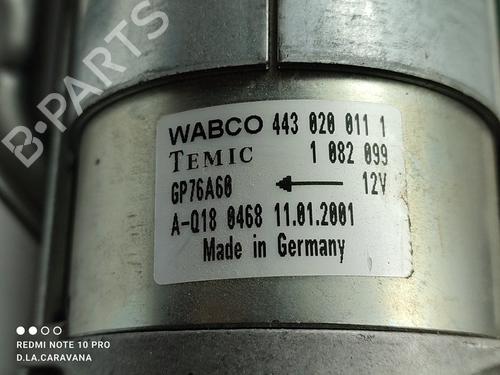 B-PARTS
WABCO 443 020 011 1
TEMIC 1 082 099
GP76A60 ← 12V
A-Q18 0468 11.01.2001
Made in Germany
REDMI NOTE 10 PRO
D.LA.CARAVANA